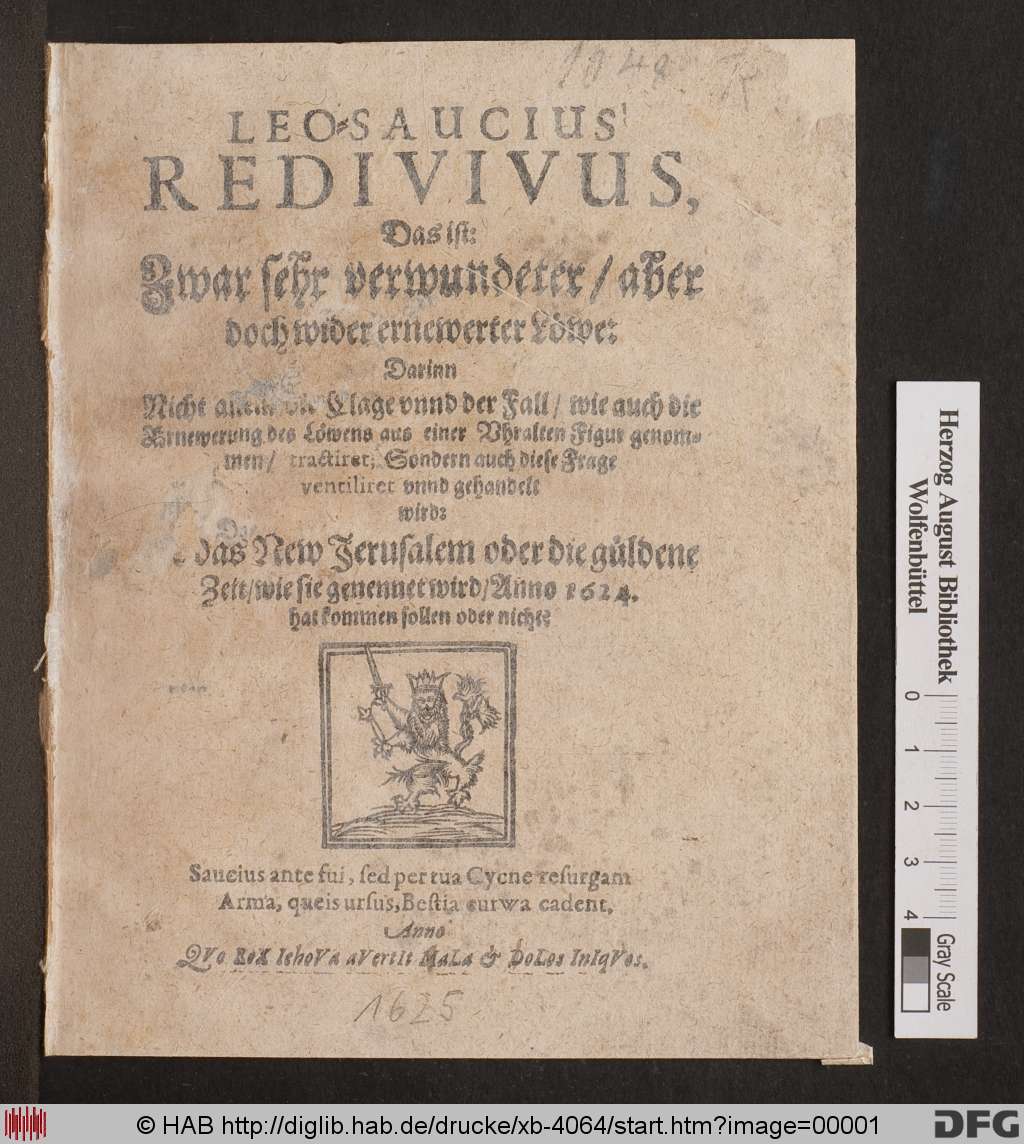 1048
LEO-SAUCIUS
REDIVIVUS,
Das ist:
Zwar sehr verwundeter / aber
doch wider ernewerter Löwe:
Darinn
Nicht allein die Clage vnnd der Fall / wie auch die
Ernewerung des Löwens aus einer Vhralten Figur genom-
men / tractiret; Sondern auch diese Frage
ventiliret vnnd gehandelt
wird:
das New Jerusalem oder die güldene
Zeit / wie sie genennet wird / Anno 1624.
hat kommen sollen oder nicht?
Saucius ante fui, sed per tua Cycne resurgam
Arma, queis ursus, Bestia curwa cadent.
Anno
QVo ReX IehoVa aVertIt MaLa & DoLos InIqVos.
1625
Herzog August Bibliothek
Wolfenbüttel
0 1 2 3 4
Gray Scale
© HAB http://diglib.hab.de/drucke/xb-4064/start.htm?image=00001
DFG